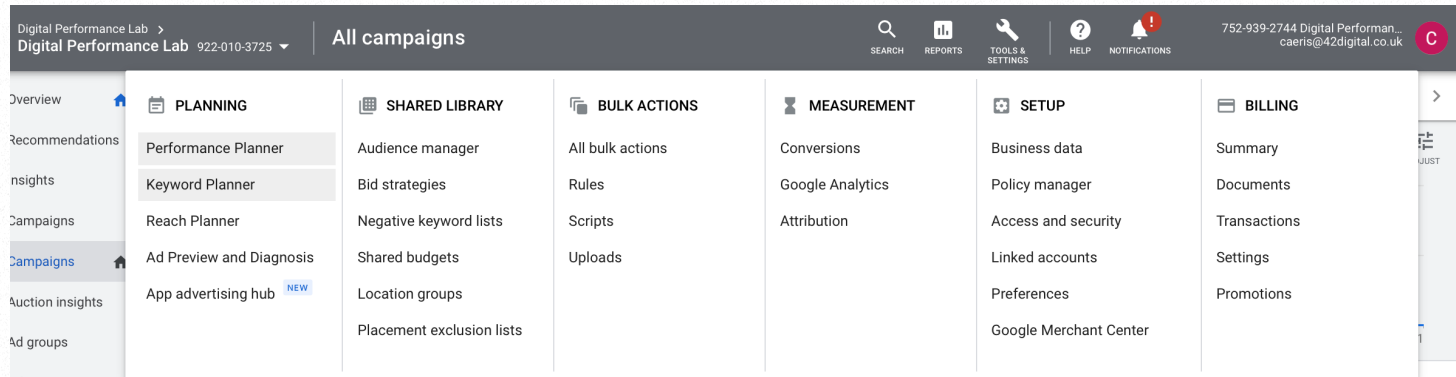 Digital Performance Lab >
Digital Performance Lab 922-010-3725
All campaigns
SEARCH
REPORTS
TOOLS & SETTINGS
HELP
!
NOTIFICATIONS
752-939-2744 Digital Performan...
caeris@42digital.co.uk
C
Overview
Recommendations
nsights
Campaigns
Campaigns
Auction insights
Ad groups
PLANNING
Performance Planner
Keyword Planner
Reach Planner
Ad Preview and Diagnosis
App advertising hub NEW
SHARED LIBRARY
Audience manager
Bid strategies
Negative keyword lists
Shared budgets
Location groups
Placement exclusion lists
BULK ACTIONS
All bulk actions
Rules
Scripts
Uploads
MEASUREMENT
Conversions
Google Analytics
Attribution
SETUP
Business data
Policy manager
Access and security
Linked accounts
Preferences
Google Merchant Center
BILLING
Summary
Documents
Transactions
Settings
Promotions
JUST